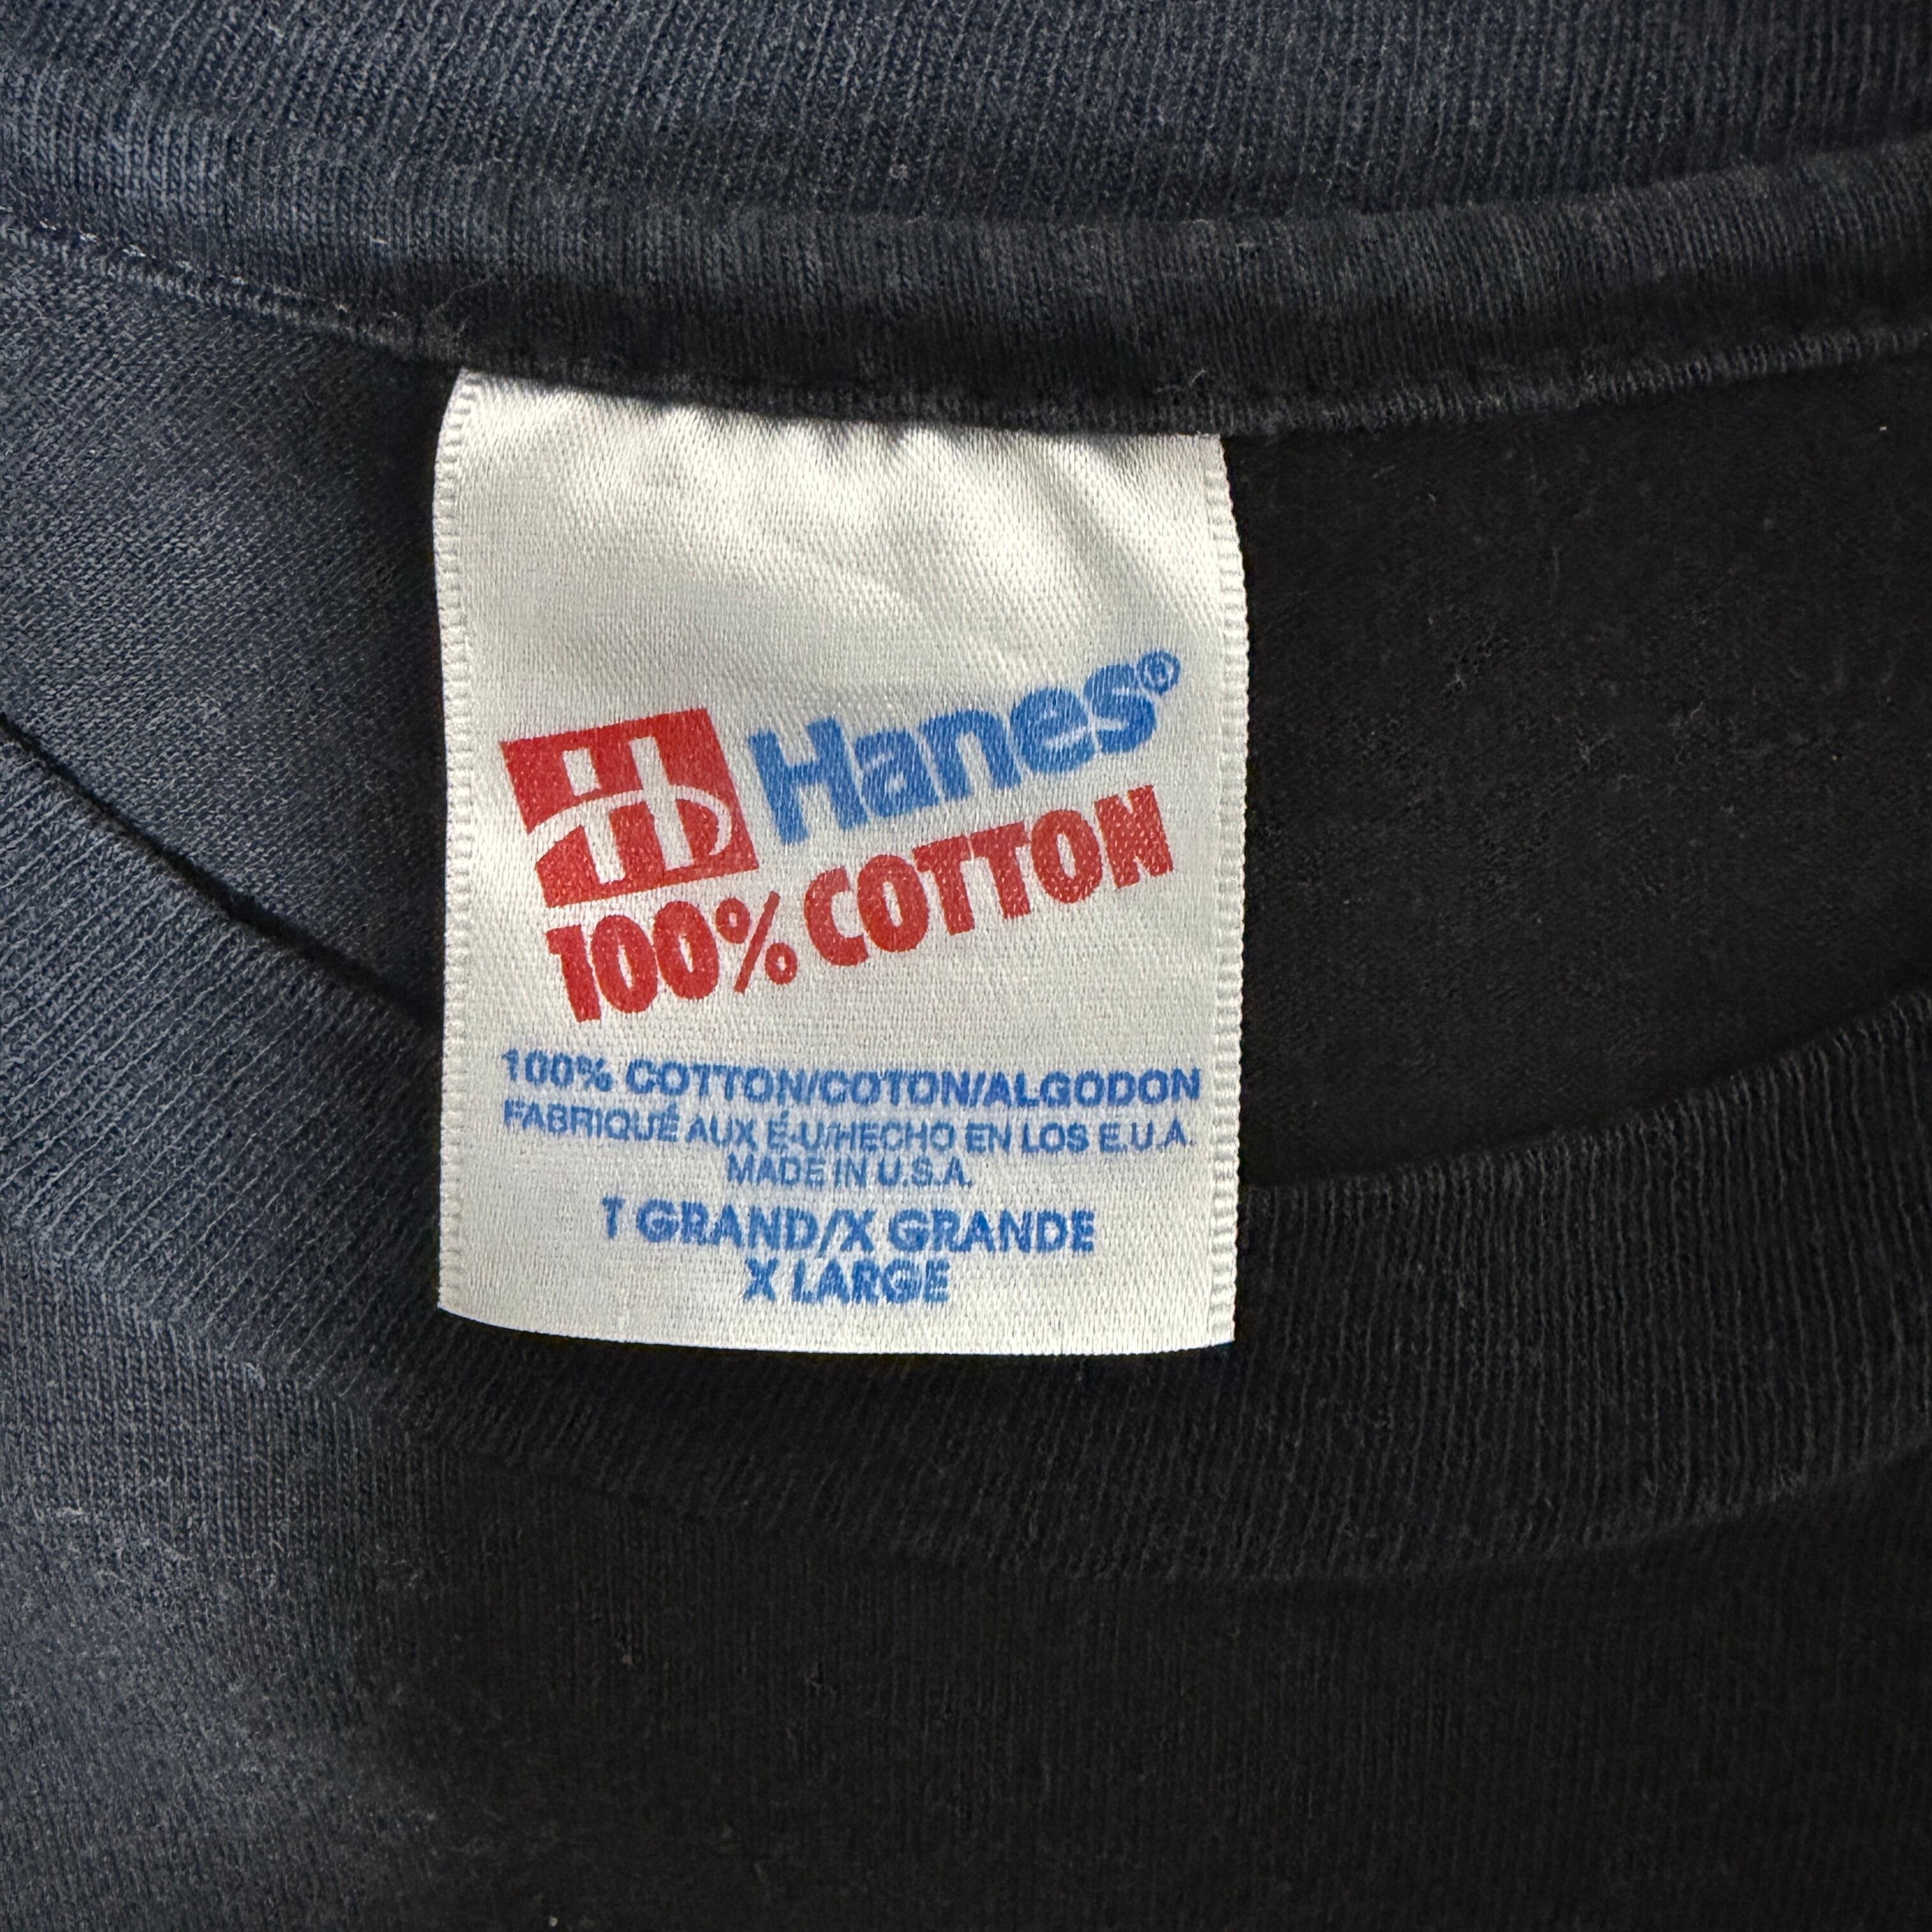 Hanes®
100% COTTON
100% COTTON/COTON/ALGODON
FABRIQUÉ AUX É-U/HECHO EN LOS E.U.A.
MADE IN U.S.A.
T GRAND/X GRANDE
X LARGE